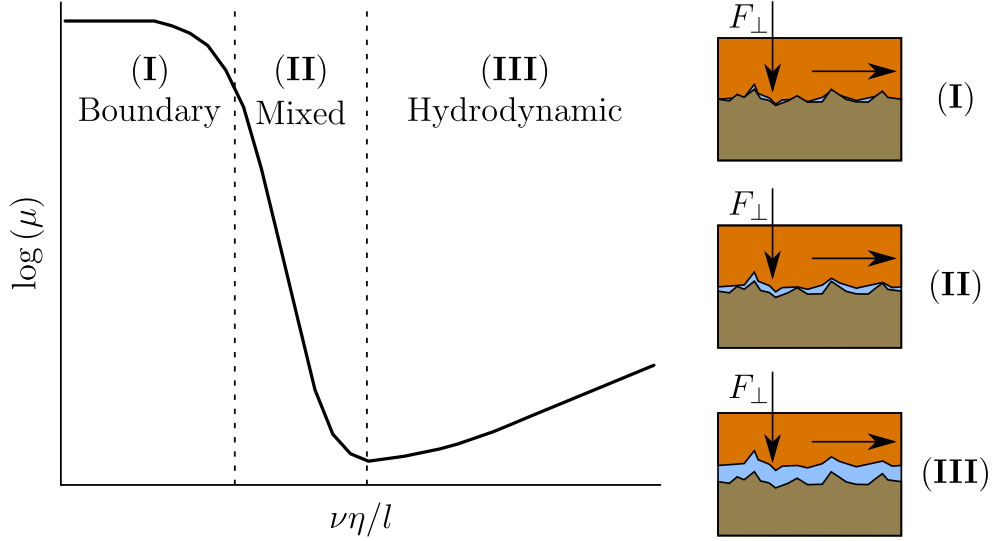 (I)
Boundary
(II)
Mixed
(III)
Hydrodynamic
log (μ)
νη/l
F⊥
(I)
F⊥
(II)
F⊥
(III)